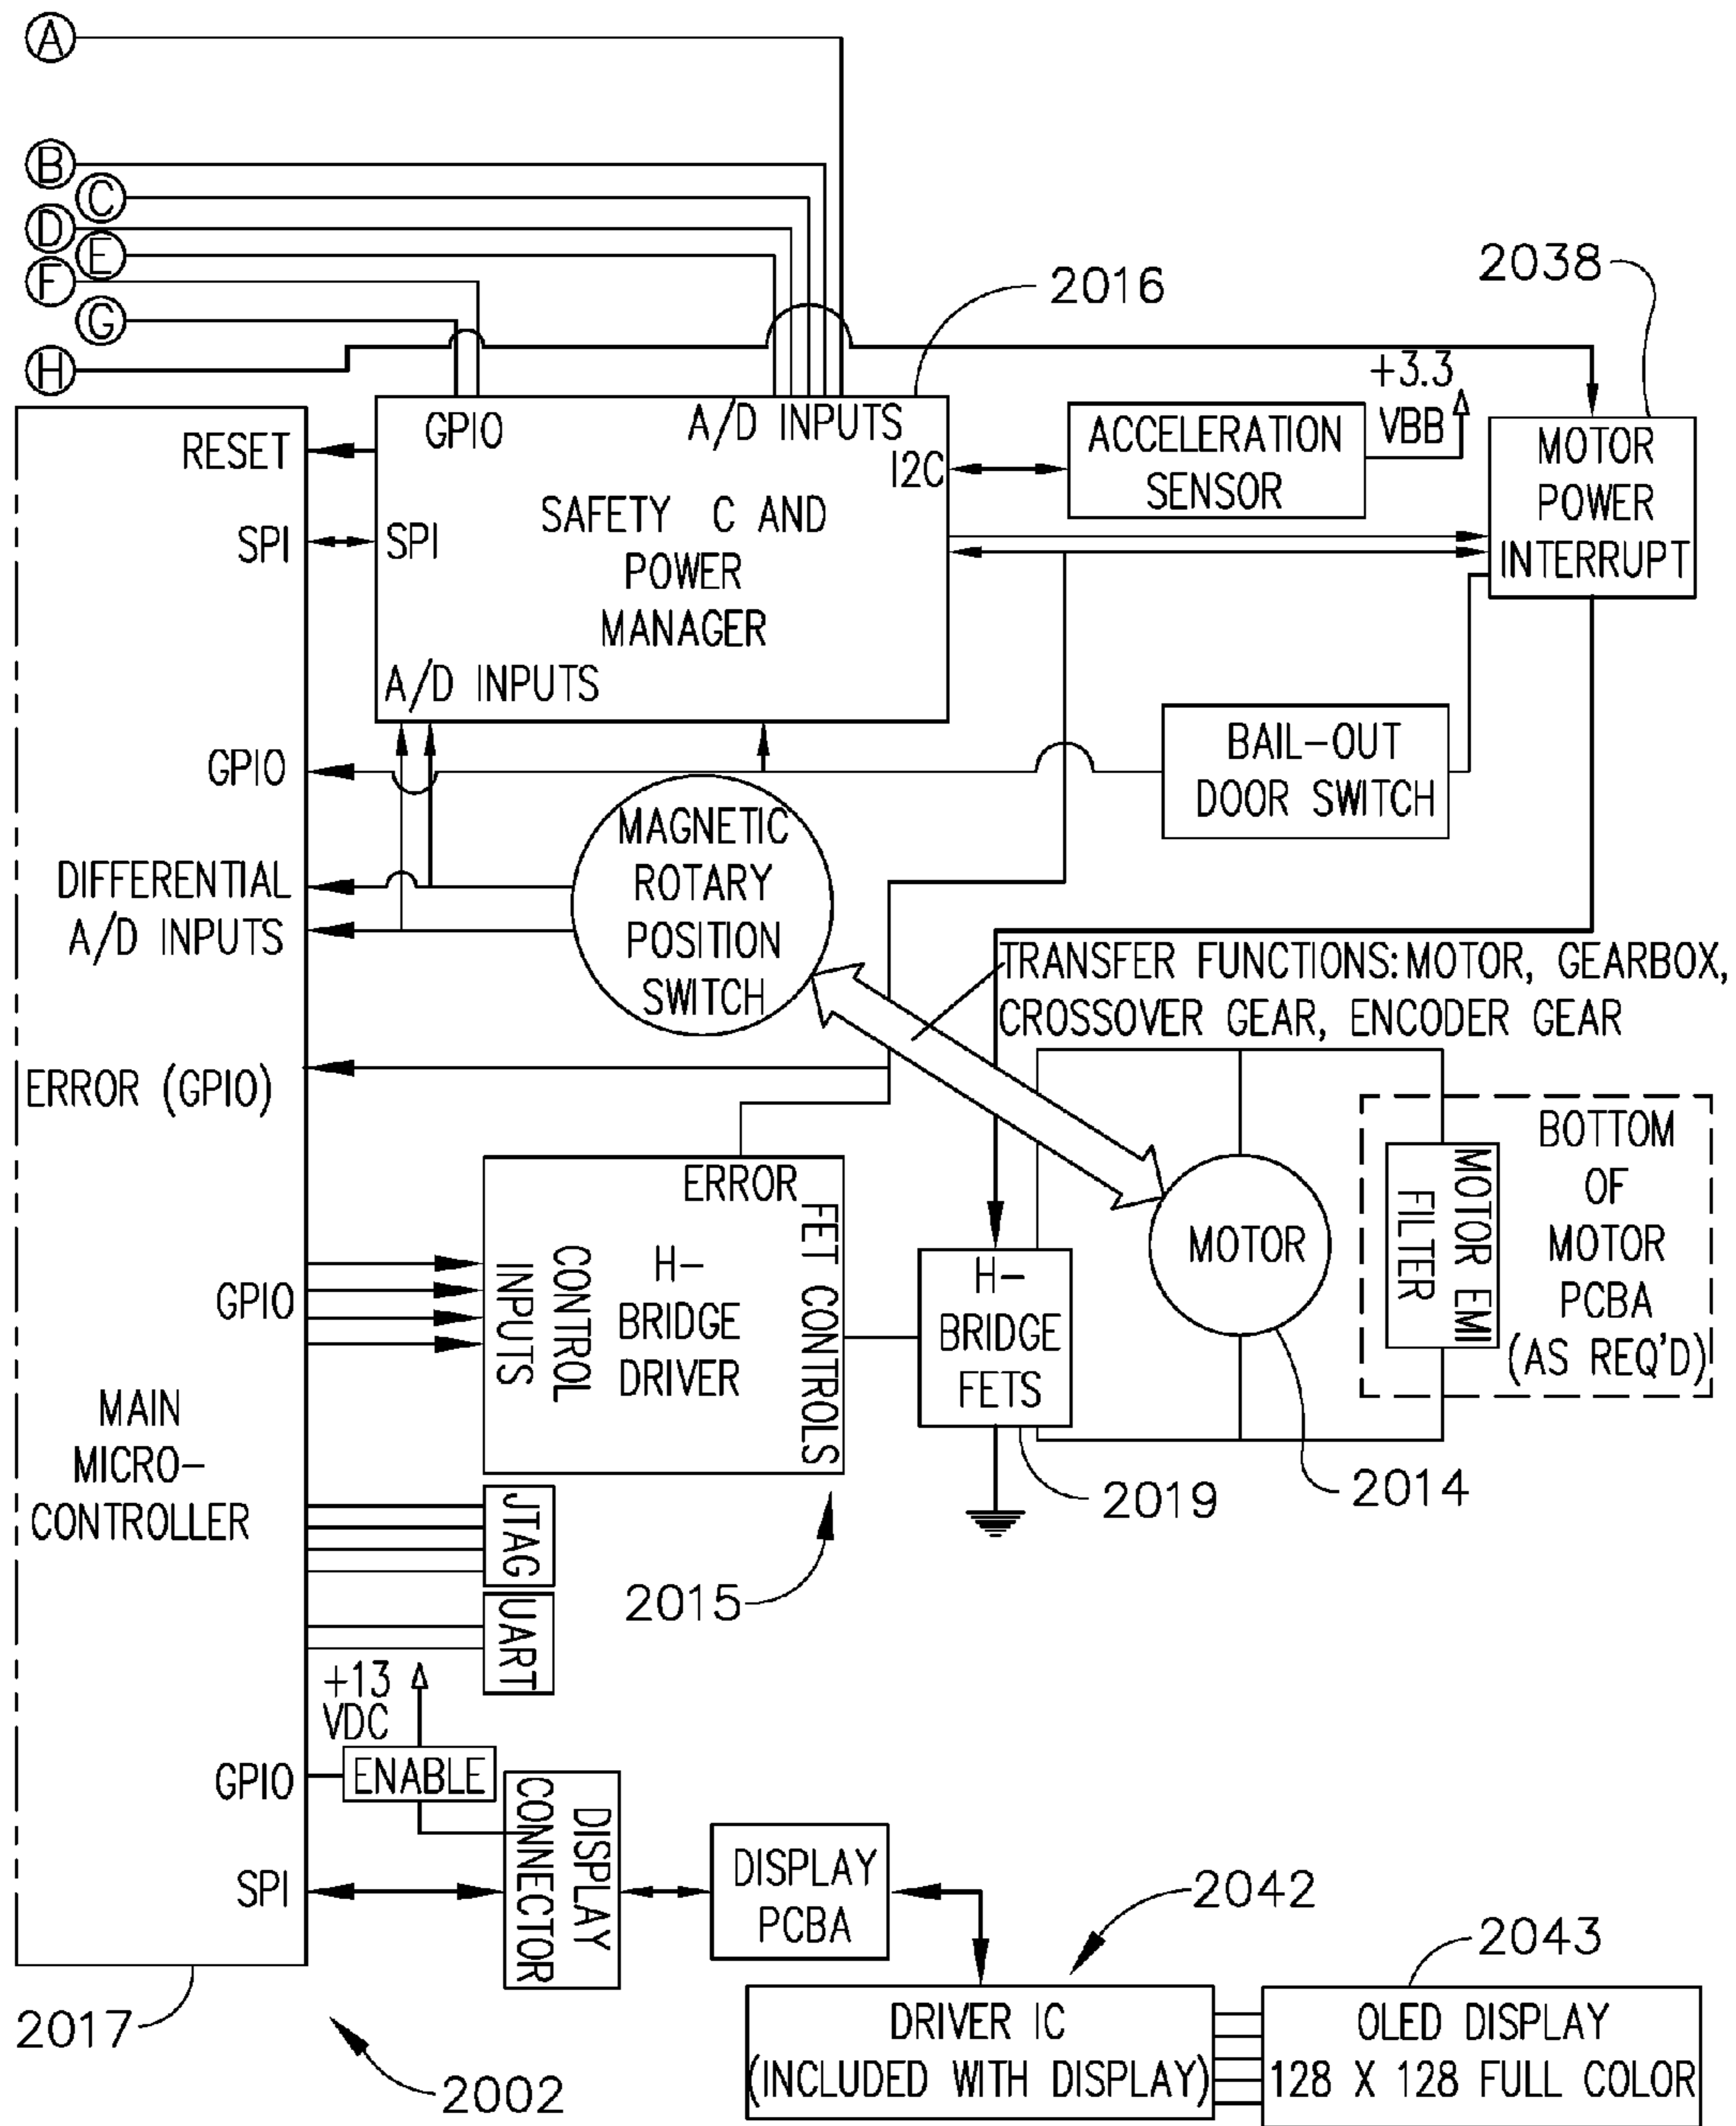 A
B
C
D
E
F
G
H
2016
2038
+3.3
VBB
RESET
GPIO
A/D INPUTS
I2C
ACCELERATION
SENSOR
MOTOR
POWER
INTERRUPT
SPI
SPI
SAFETY C AND
POWER
MANAGER
A/D INPUTS
GPIO
BAIL-OUT
DOOR SWITCH
DIFFERENTIAL
A/D INPUTS
MAGNETIC
ROTARY
POSITION
SWITCH
TRANSFER FUNCTIONS: MOTOR, GEARBOX,
CROSSOVER GEAR, ENCODER GEAR
ERROR (GPIO)
ERROR
FET CONTROLS
CONTROL
INPUTS
H-
BRIDGE
DRIVER
GPIO
H-
BRIDGE
FETS
MOTOR
MOTOR EMI
FILTER
BOTTOM
OF
MOTOR
PCBA
(AS REQ'D)
MAIN
MICRO-
CONTROLLER
JTAG
UART
2015
2019
2014
+13
VDC
GPIO
ENABLE
SPI
DISPLAY
CONNECTOR
DISPLAY
PCBA
2042
2043
DRIVER IC
(INCLUDED WITH DISPLAY)
OLED DISPLAY
128 X 128 FULL COLOR
2017
2002